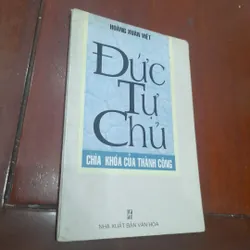 HOÀNG XUÂN VIỆT
ĐỨC
TỰ
CHỦ
CHÌA KHÓA CỦA THÀNH CÔNG
NHÀ XUẤT BẢN VĂN HÓA